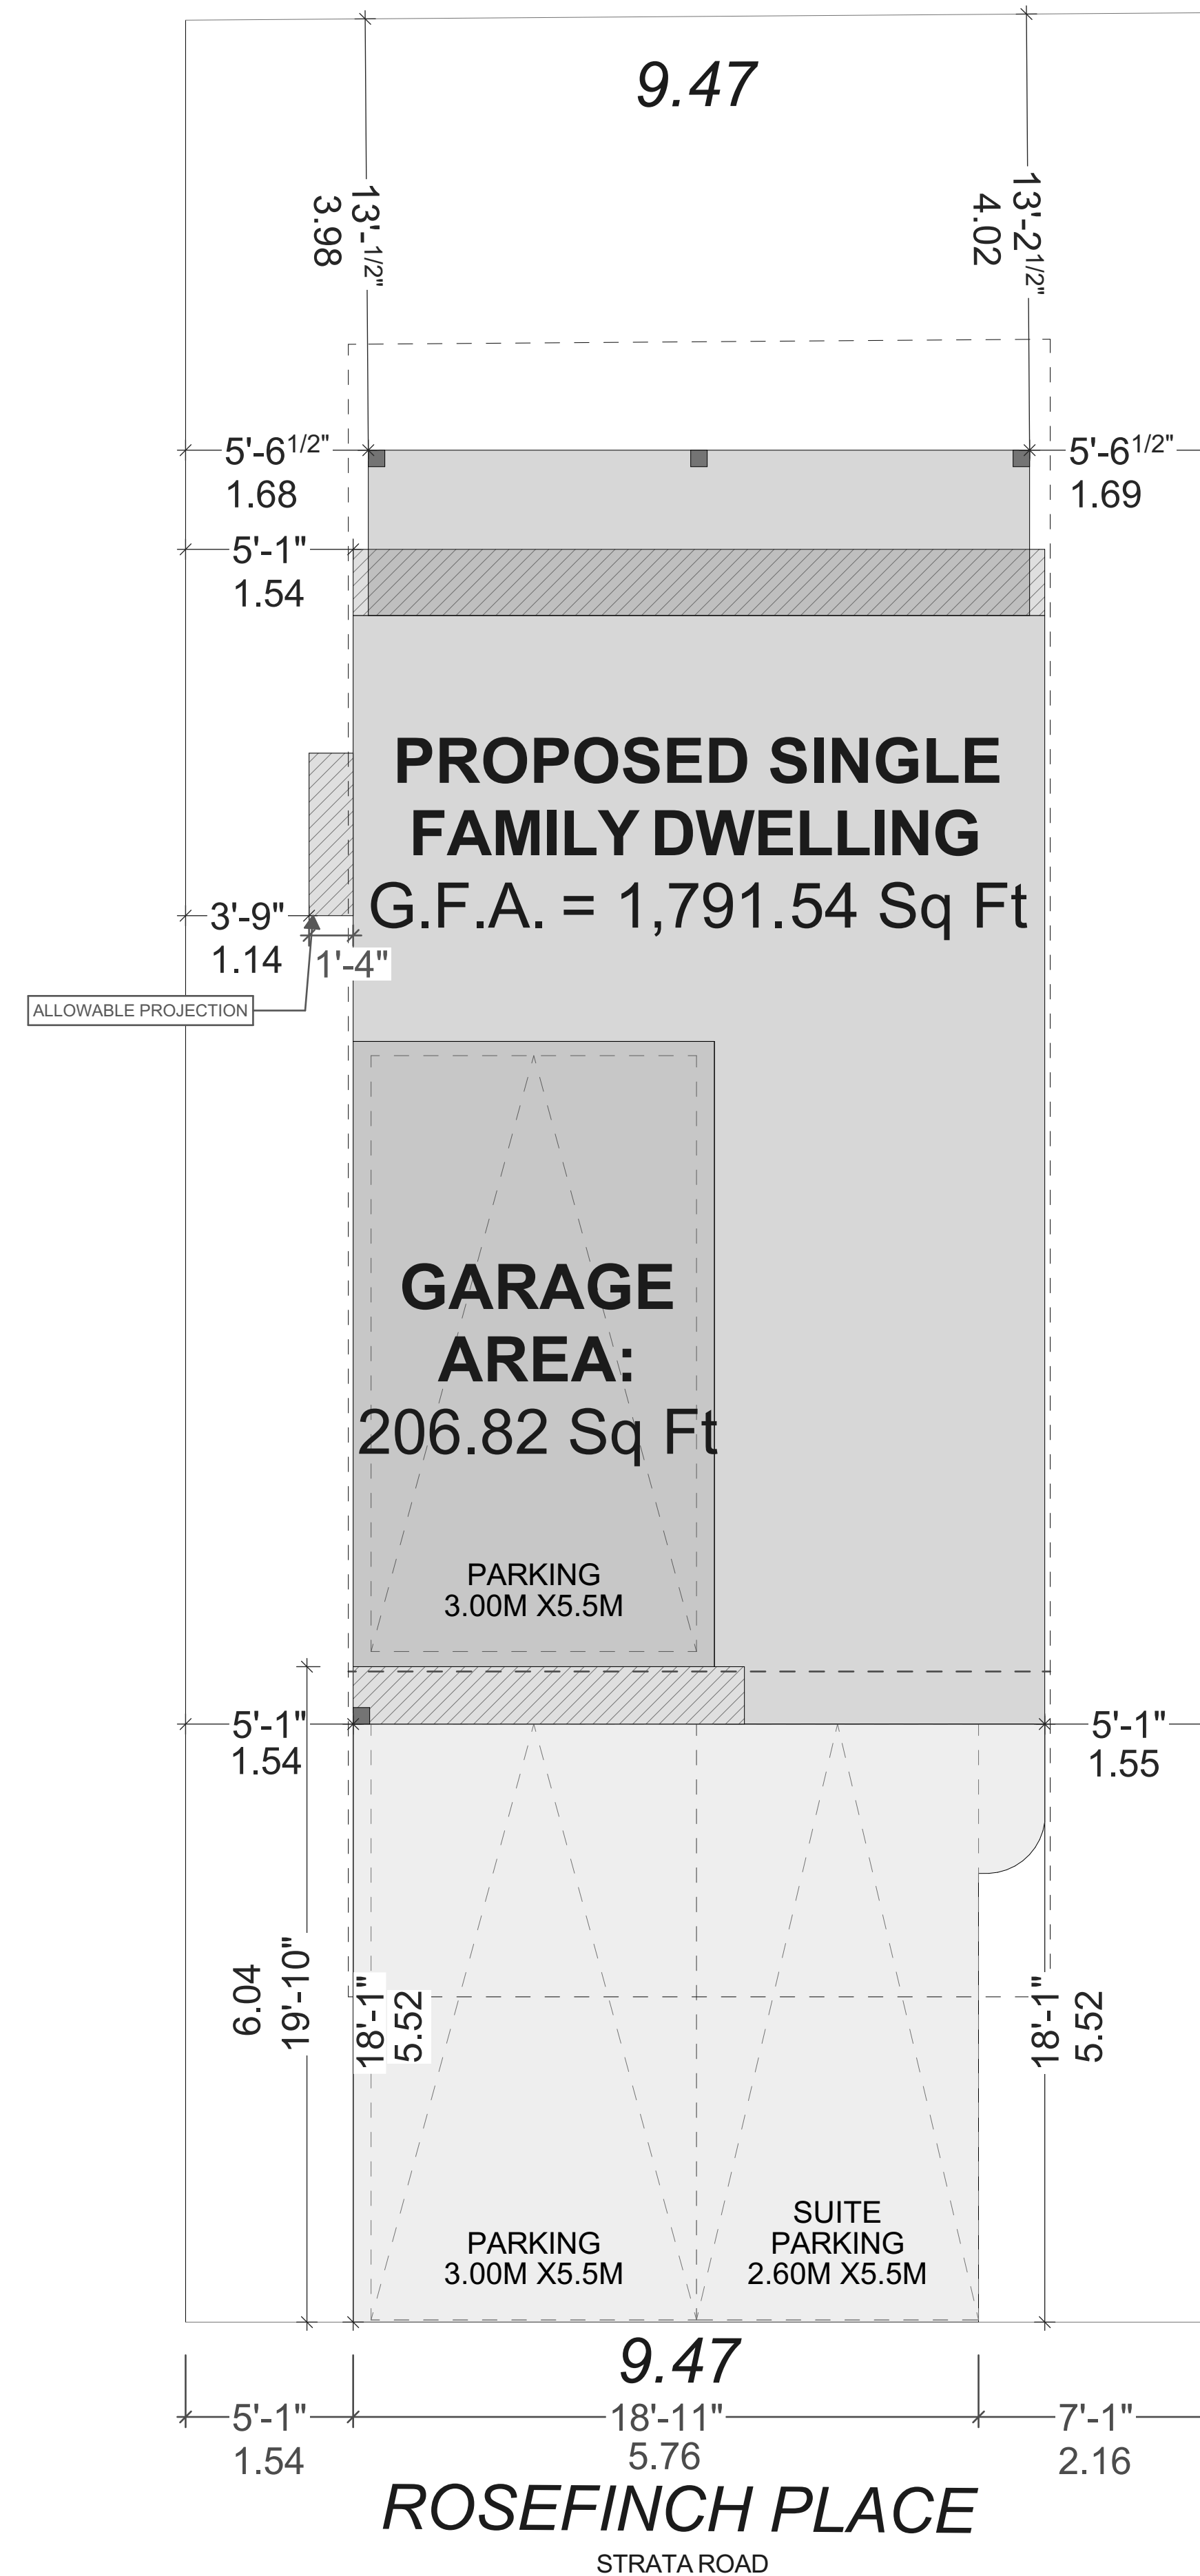 9.47
13'-1/2"
3.98
13'-2 1/2"
4.02
5'-6 1/2"
1.68
5'-6 1/2"
1.69
5'-1"
1.54
PROPOSED SINGLE
FAMILY DWELLING
G.F.A. = 1,791.54 Sq Ft
3'-9"
1.14
1'-4"
ALLOWABLE PROJECTION
GARAGE
AREA:
206.82 Sq Ft
PARKING
3.00M X5.5M
5'-1"
1.54
5'-1"
1.55
6.04
19'-10"
18'-1"
5.52
18'-1"
5.52
PARKING
3.00M X5.5M
SUITE
PARKING
2.60M X5.5M
9.47
5'-1"
1.54
18'-11"
5.76
7'-1"
2.16
ROSEFINCH PLACE
STRATA ROAD